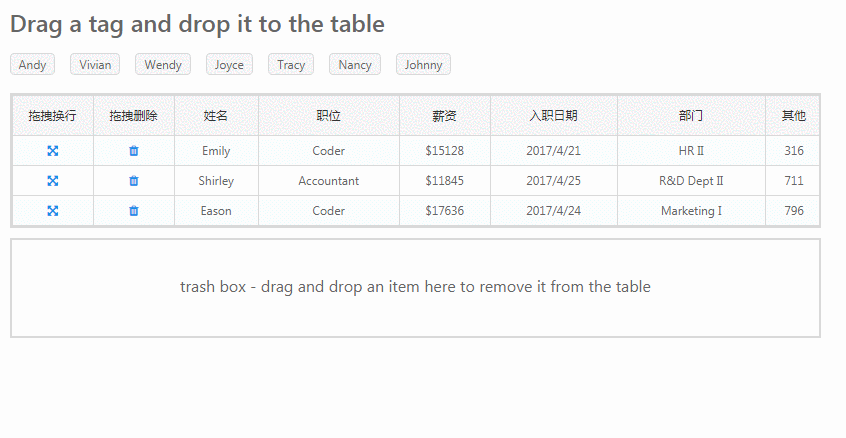 Drag a tag and drop it to the table
Andy Vivian Wendy Joyce Tracy Nancy Johnny
拖拽换行 拖拽删除 姓名 职位 薪资 入职日期 部门 其他
Emily Coder $15128 2017/4/21 HR II 316
Shirley Accountant $11845 2017/4/25 R&D Dept II 711
Eason Coder $17636 2017/4/24 Marketing I 796
trash box - drag and drop an item here to remove it from the table